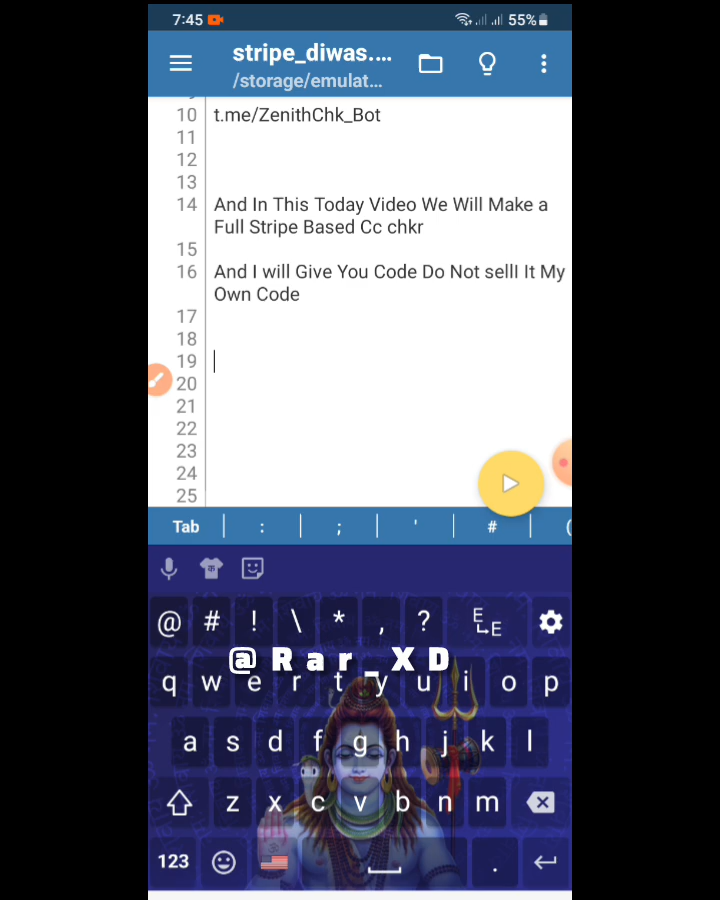 7:45 55%
stripe_diwas....
/storage/emulat...
10 t.me/ZenithChk_Bot
11
12
13
14 And In This Today Video We Will Make a
Full Stripe Based Cc chkr
15
16 And I will Give You Code Do Not selll It My
Own Code
17
18
19
20
21
22
23
24
25
Tab : ; ' # (
@ # ! \ * , ? E E
@Rar_XD
q w e r t y u i o p
a s d f g h j k l
z x c v b n m
123 .